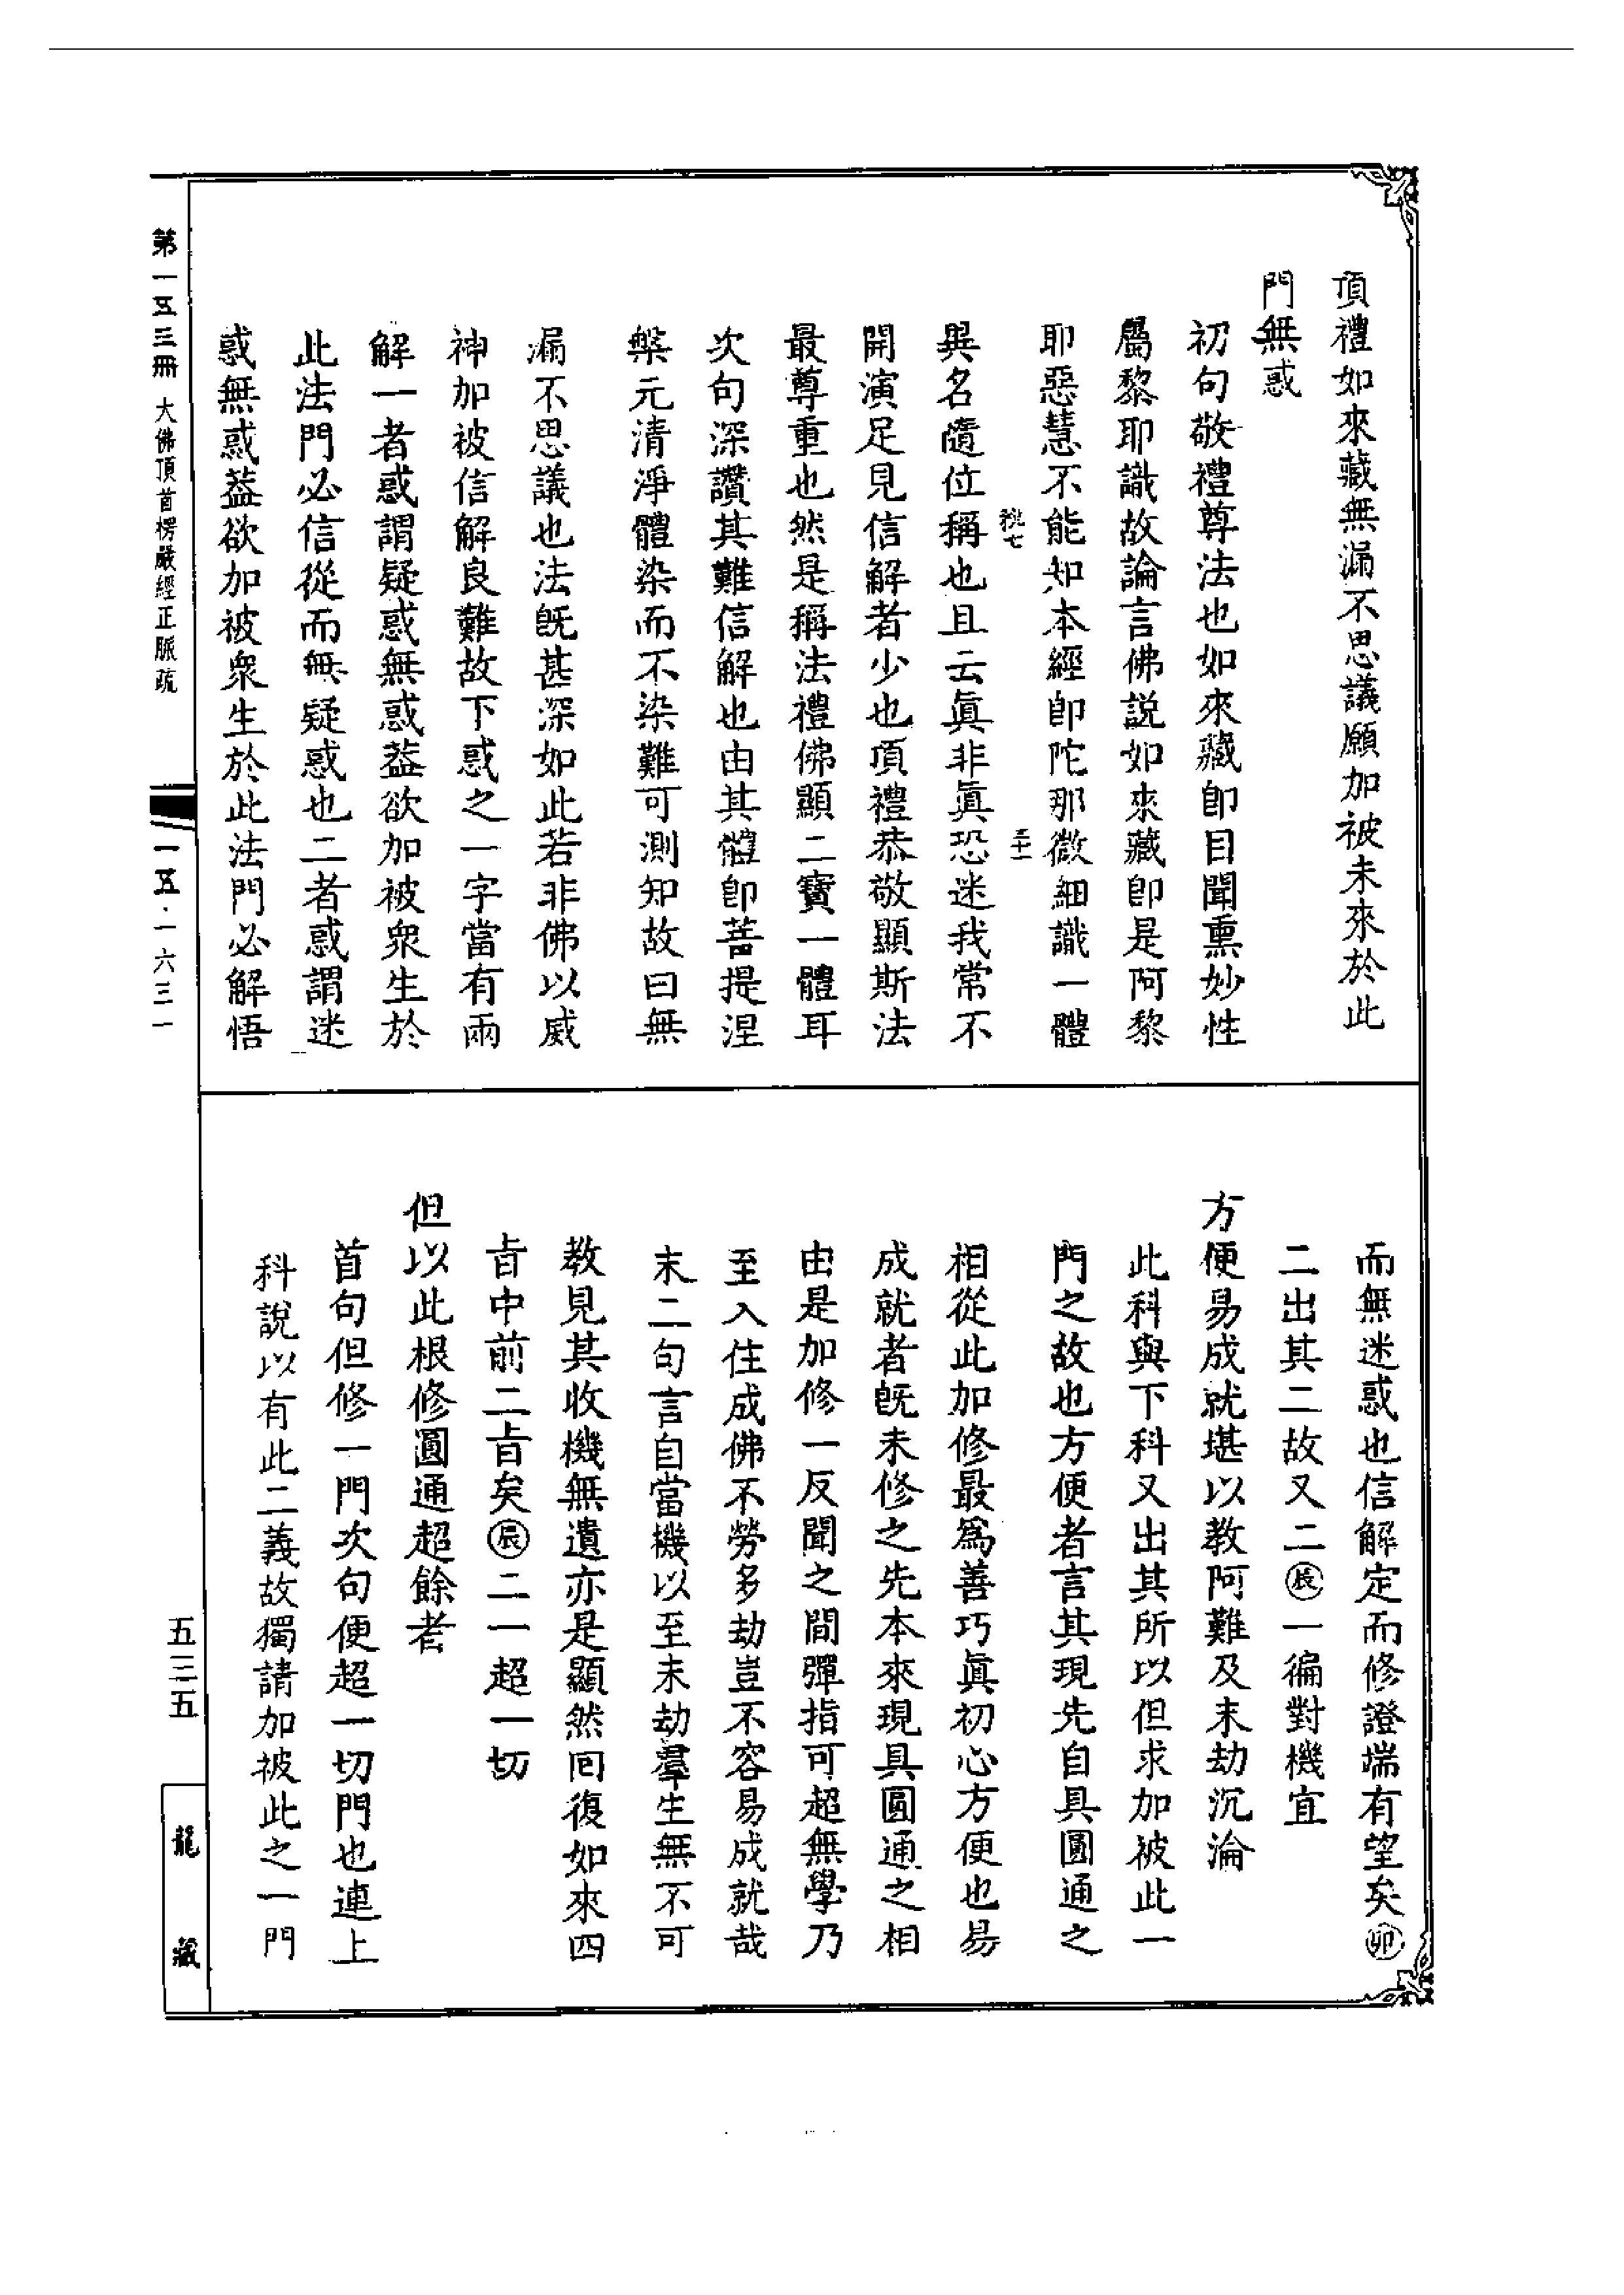 頂禮如來藏無漏不思議願加被未來於此
門無惑
初句敬禮尊法也如來藏卽目聞熏妙性
屬黎耶識故論言佛說如來藏卽是阿黎
耶惡慧不能知本經卽陀那微細識一體
異名隨位稱也且云眞非眞恐迷我常不
開演足見信解者少也頂禮恭敬顯斯法
最尊重也然是稱法禮佛顯二寶一體耳
次句深讚其難信解也由其體卽菩提涅
槃元清淨體染而不染難可測知故曰無
漏不思議也法旣甚深如此若非佛以威
神加被信解良難故下惑之一字當有兩
解一者惑謂疑惑無惑葢欲加被衆生於
此法門必信從而無疑惑也二者惑謂迷
惑無惑葢欲加被衆生於此法門必解悟
而無迷惑也信解定而修證端有望矣㊞卯
二出其二故又二辰一徧對機宜
方便易成就堪以教阿難及末劫沉淪
此科與下科又出其所以但求加被此一
門之故也方便者言其現先自具圓通之
相從此加修最爲善巧眞初心方便也易
成就者旣未修之先本來現具圓通之相
由是加修一反聞之間彈指可超無學乃
至入住成佛不勞多劫豈不容易成就哉
末二句言自當機以至末劫羣生無不可
教見其收機無遺亦是顯然囘復如來四
㫖中前二㫖矣辰二一超一切
但以此根修圓通超餘者
首句但修一門次句便超一切門也連上
科說以有此二義故獨請加被此之一門
第一五三冊 大佛頂首楞嚴經正脈疏
一五·一六三一
五三五
龍藏